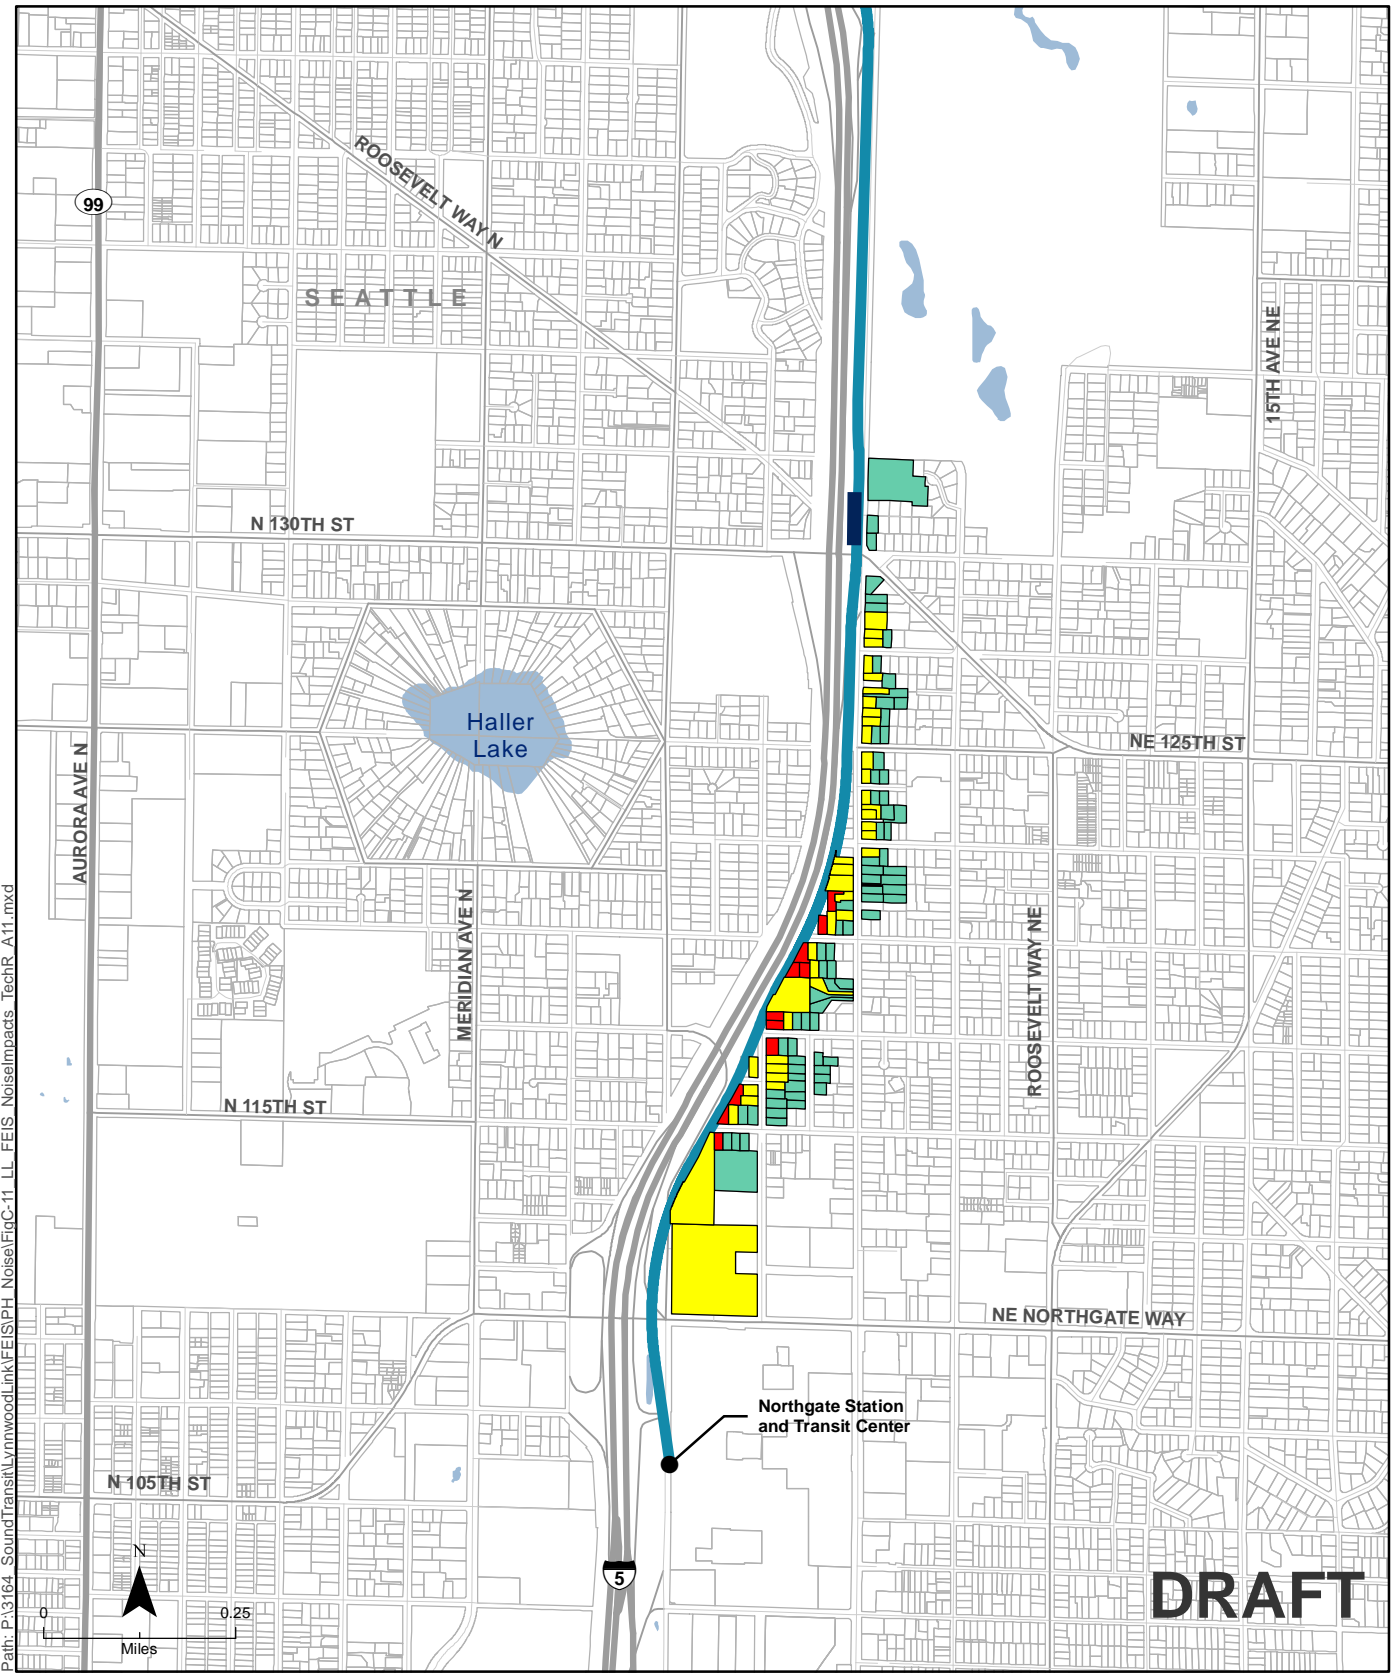 ROOSEVELT WAY N
99
SEATTLE
15TH AVE NE
N 130TH ST
Haller
Lake
NE 125TH ST
AURORA AVE N
MERIDIAN AVE N
ROOSEVELT WAY NE
N 115TH ST
NE NORTHGATE WAY
Northgate Station
and Transit Center
N 105TH ST
N
5
DRAFT
0 0.25
Miles
Path: P:\3164_SoundTransit\LynnwoodLink\FEIS\PH_Noise\FigC-11_LL_FEIS_NoiseImpacts_TechR_A11.mxd